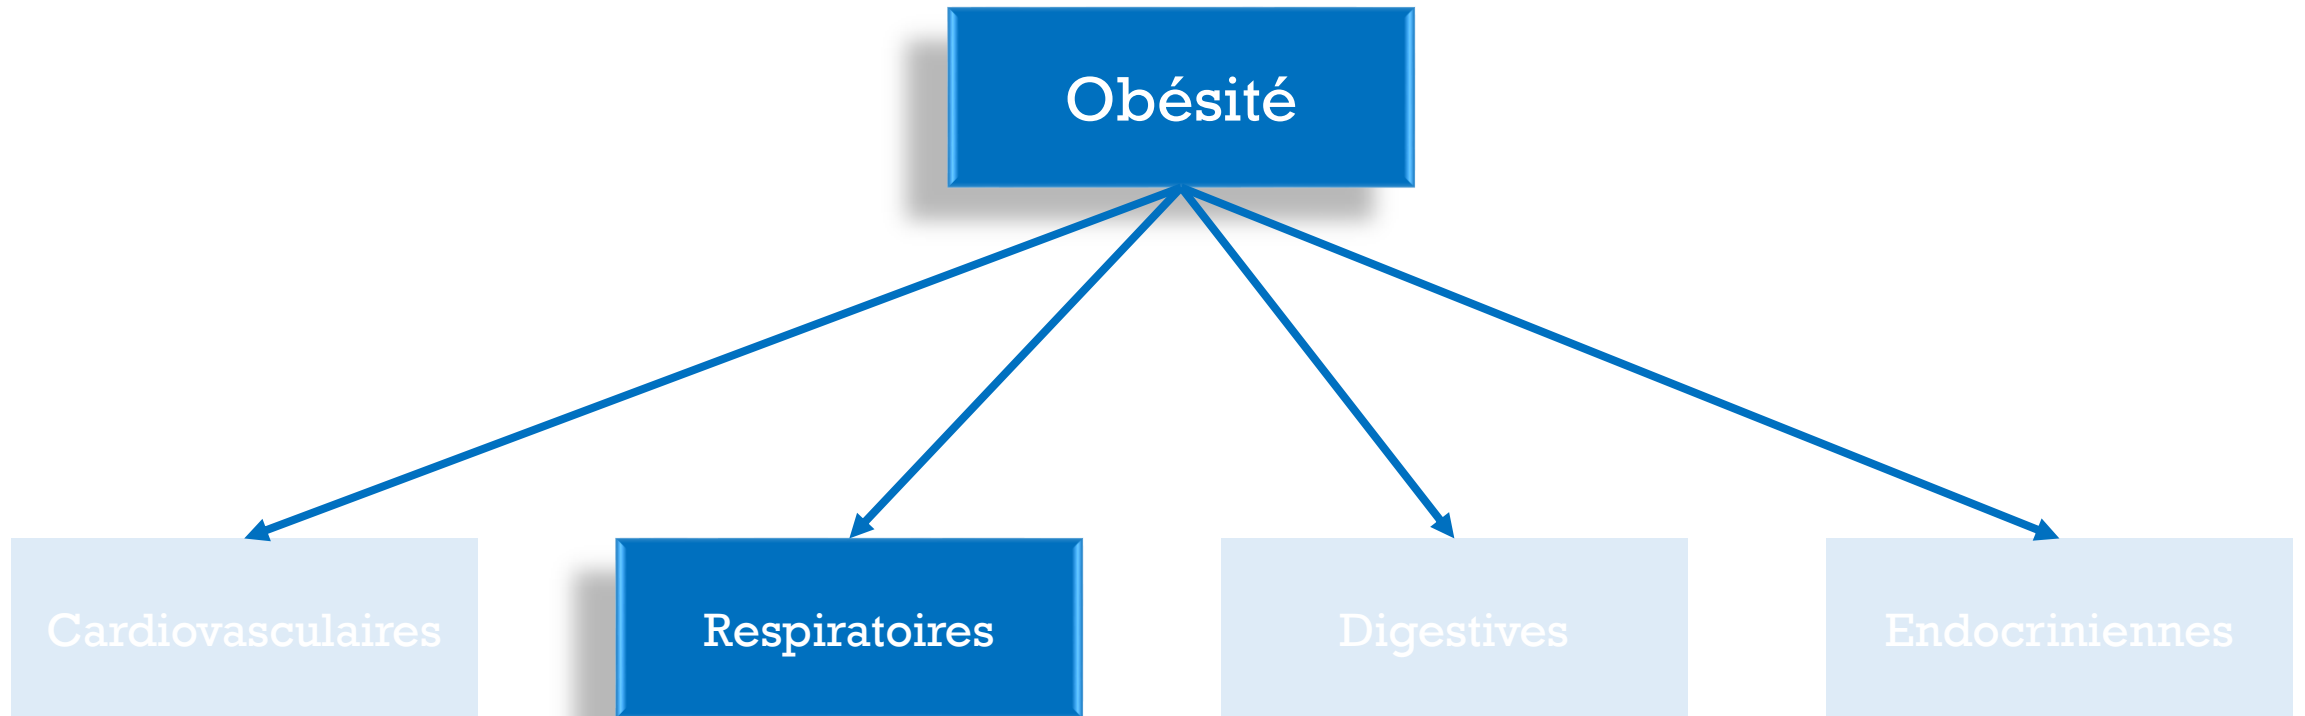 Obésité
Cardiovasculaires
Respiratoires
Digestives
Endocriniennes